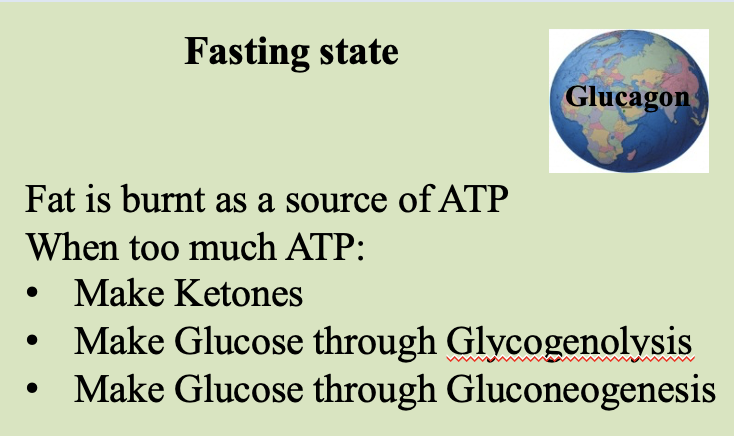 Fasting state
Glucagon
Fat is burnt as a source of ATP
When too much ATP:
• Make Ketones
• Make Glucose through Glycogenolysis
• Make Glucose through Gluconeogenesis